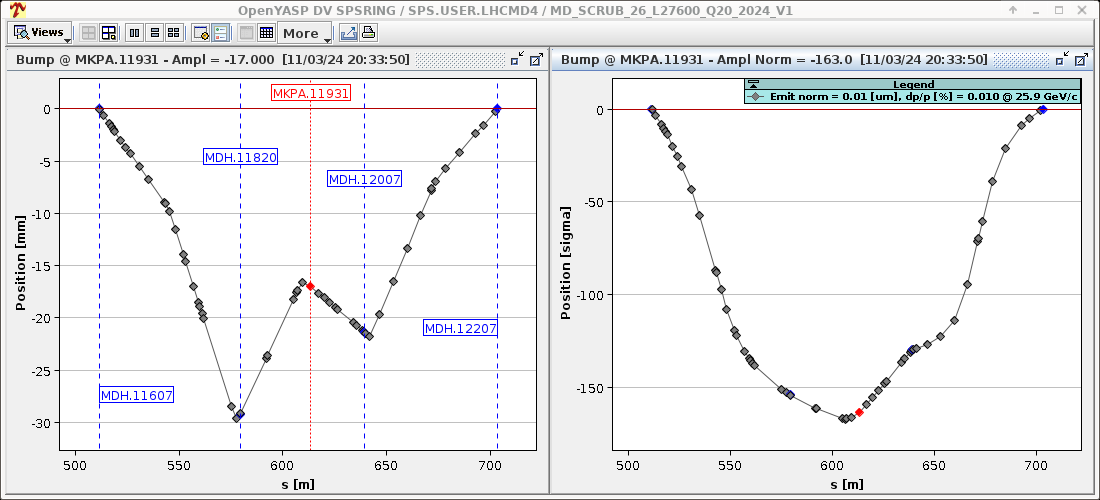 OpenYASP DV SPSRING / SPS.USER.LHCMD4 / MD_SCRUB_26_L27600_Q20_2024_V1
Views
More
Bump @ MKPA.11931 - Ampl = -17.000 [11/03/24 20:33:50]
MKPA.11931
MDH.11820
MDH.12007
MDH.12207
MDH.11607
Position [mm]
0
-5
-10
-15
-20
-25
-30
500
550
600
650
700
s [m]
Bump @ MKPA.11931 - Ampl Norm = -163.0 [11/03/24 20:33:50]
Legend
Emit norm = 0.01 [um], dp/p [%] = 0.010 @ 25.9 GeV/c
Position [sigma]
0
-50
-100
-150
500
550
600
650
700
s [m]